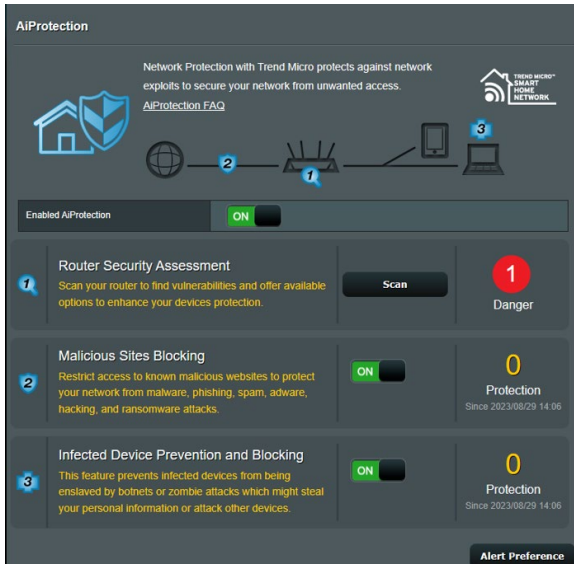 AiProtection
Network Protection with Trend Micro protects against network
exploits to secure your network from unwanted access.
AiProtection FAQ
TREND MICRO™
SMART
HOME
NETWORK
3
2
1
Enabled AiProtection
ON
1
Router Security Assessment
Scan your router to find vulnerabilities and offer available
options to enhance your devices protection.
Scan
1
Danger
2
Malicious Sites Blocking
Restrict access to known malicious websites to protect
your network from malware, phishing, spam, adware,
hacking, and ransomware attacks.
ON
0
Protection
Since 2023/08/29 14:06
3
Infected Device Prevention and Blocking
This feature prevents infected devices from being
enslaved by botnets or zombie attacks which might steal
your personal information or attack other devices.
ON
0
Protection
Since 2023/08/29 14:06
Alert Preference